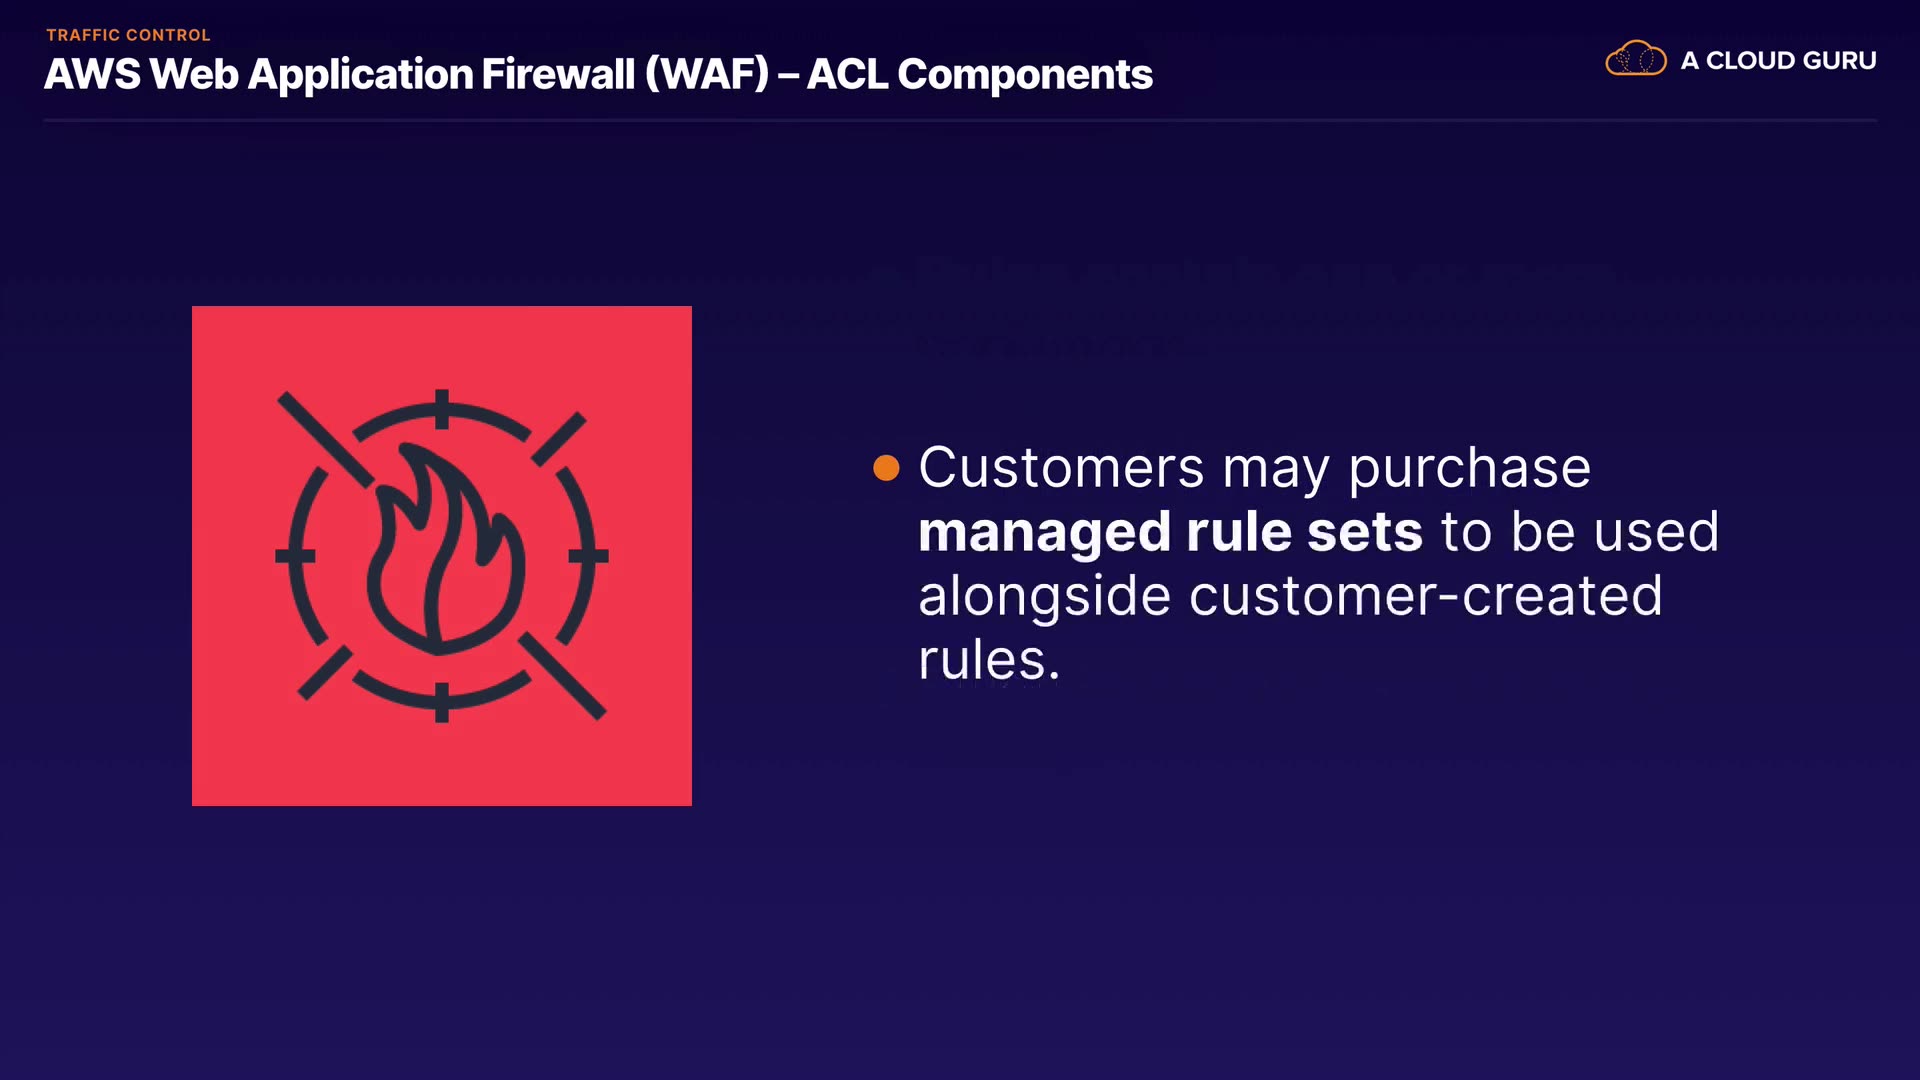 TRAFFIC CONTROL
AWS Web Application Firewall (WAF) – ACL Components
A CLOUD GURU
Customers may purchase
managed rule sets to be used
alongside customer-created
rules.